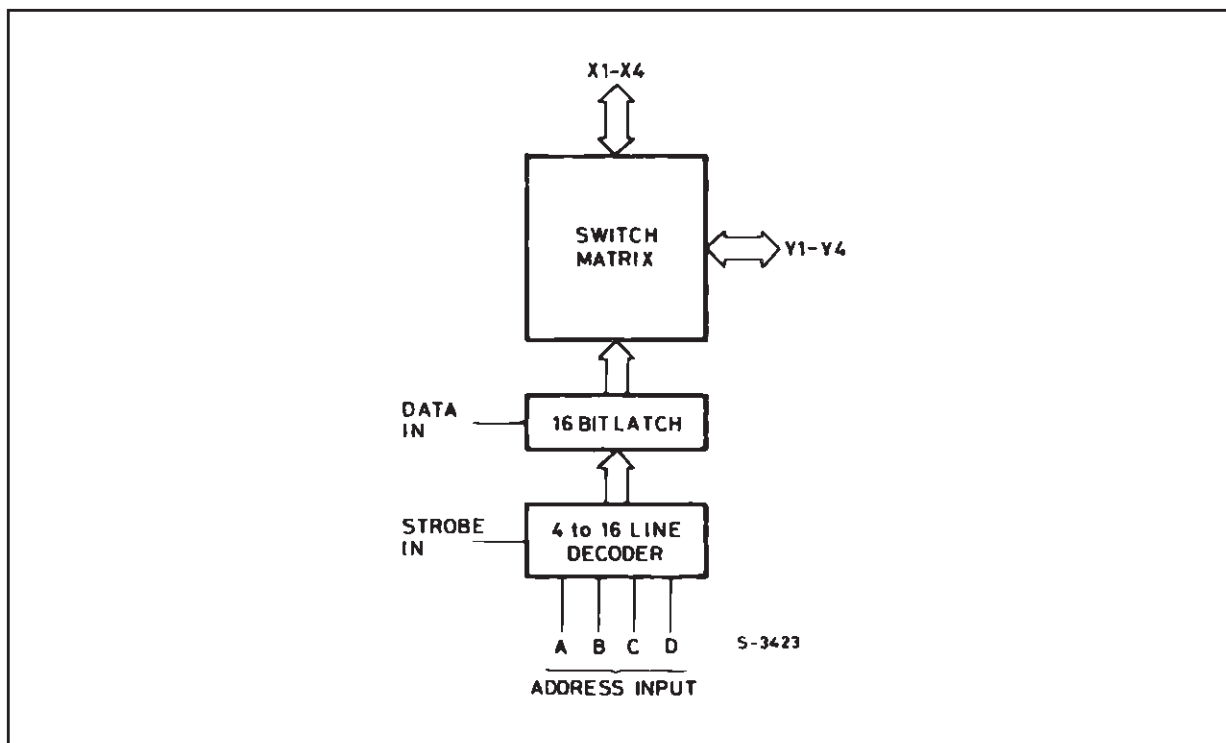 X1-X4
SWITCH
MATRIX
Y1-Y4
DATA
IN
16 BIT LATCH
STROBE
IN
4 to 16 LINE
DECODER
A B C D
S-3423
ADDRESS INPUT